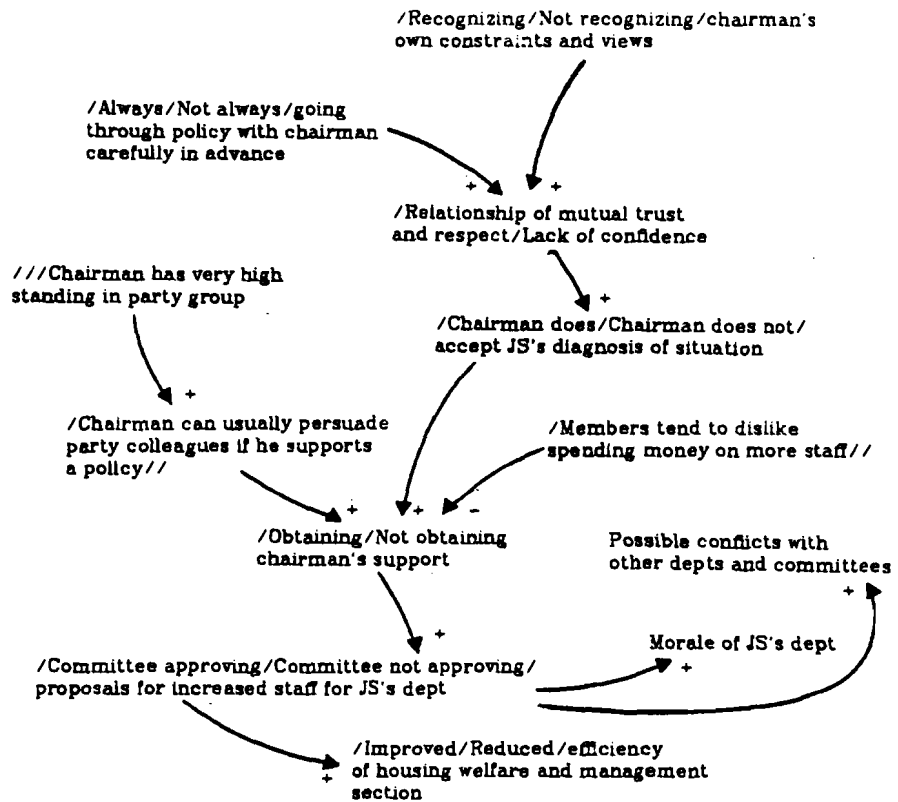 /Recognizing/Not recognizing/chairman's
own constraints and views
/Always/Not always/going
through policy with chairman
carefully in advance
+ +
/Relationship of mutual trust
and respect/Lack of confidence
///Chairman has very high
standing in party group
+
/Chairman does/Chairman does not/
accept JS's diagnosis of situation
+
/Chairman can usually persuade
party colleagues if he supports
a policy//
/Members tend to dislike
spending money on more staff//
+ + -
/Obtaining/Not obtaining
chairman's support
Possible conflicts with
other depts and committees
+
+
Morale of JS's dept
+
/Committee approving/Committee not approving/
proposals for increased staff for JS's dept
/Improved/Reduced/efficiency
of housing welfare and management
section
+